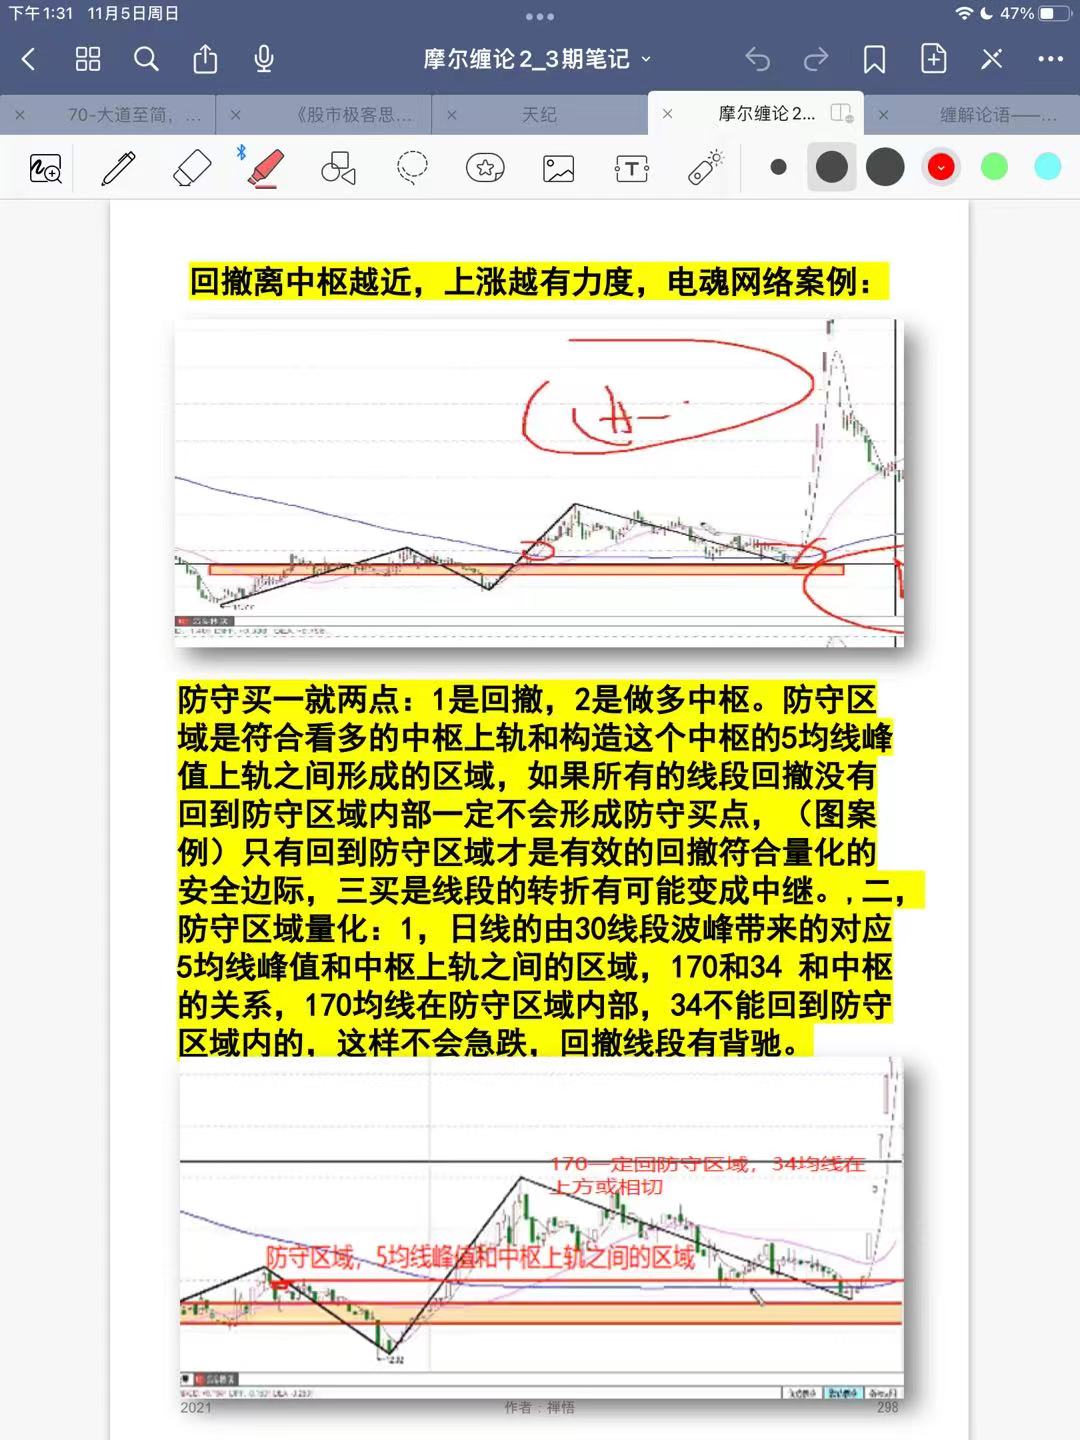 下午1:31 11月5日周日
47%
摩尔缠论2_3期笔记
70-大道至简，...
《股市极客思...
天纪
摩尔缠论2...
缠解论语——...
回撤离中枢越近，上涨越有力度，电魂网络案例：
防守买一就两点：1是回撤，2是做多中枢。防守区
域是符合看多的中枢上轨和构造这个中枢的5均线峰
值上轨之间形成的区域，如果所有的线段回撤没有
回到防守区域内部一定不会形成防守买点，（图案
例）只有回到防守区域才是有效的回撤符合量化的
安全边际，三买是线段的转折有可能变成中继。,二，
防守区域量化：1，日线的由30线段波峰带来的对应
5均线峰值和中枢上轨之间的区域，170和34 和中枢
的关系，170均线在防守区域内部，34不能回到防守
区域内的，这样不会急跌，回撤线段有背驰。
170一定回防守区域，34均线在
上方或相切
防守区域，5均线峰值和中枢上轨之间的区域
2021
作者：禅悟
298